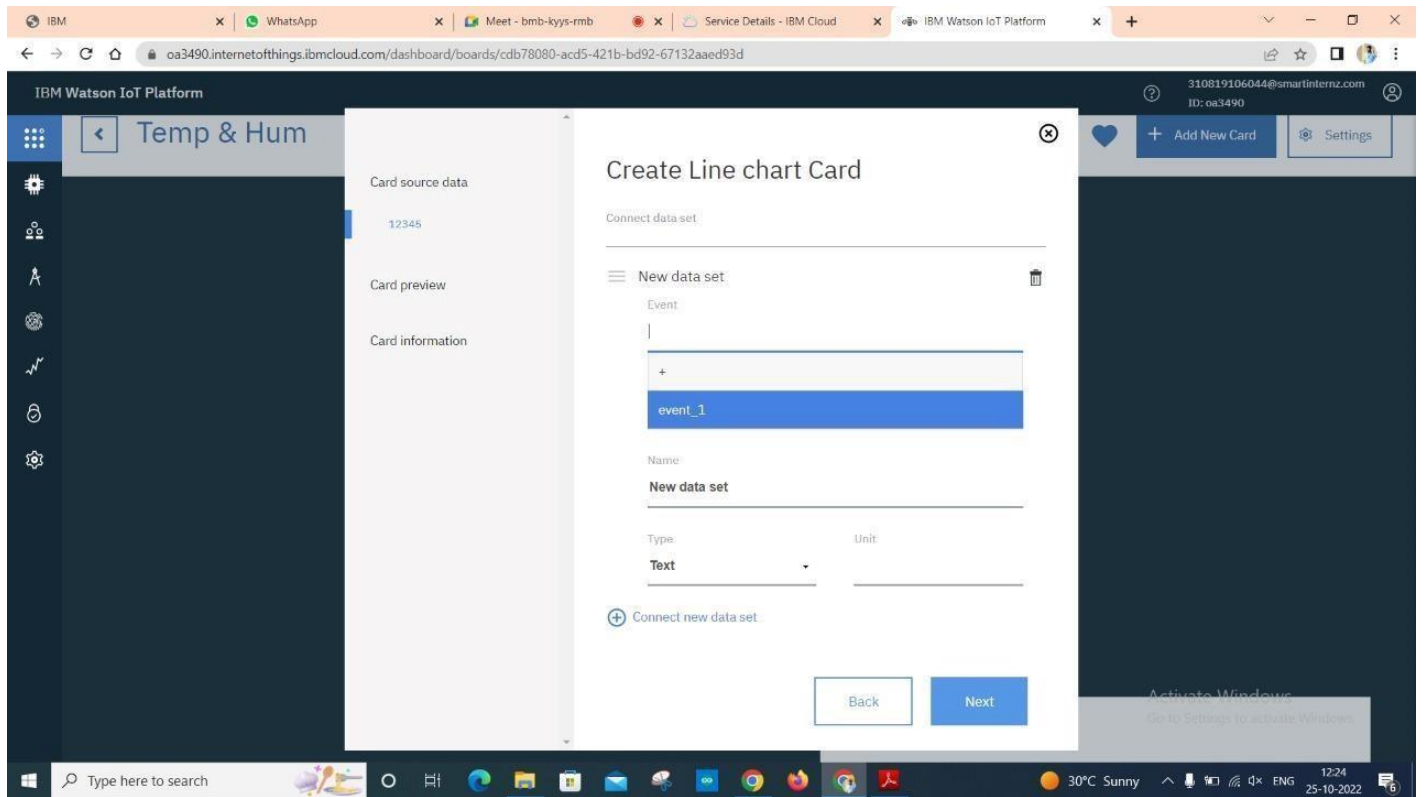 IBM
WhatsApp
Meet - bmb-kyys-rmb
Service Details - IBM Cloud
IBM Watson IoT Platform
oa3490.internetofthings.ibmcloud.com/dashboard/boards/cdb78080-acd5-421b-bd92-67132aaed93d
IBM Watson IoT Platform
310819106044@smartinternz.com
ID: oa3490
Temp & Hum
+ Add New Card
Settings
Card source data
12345
Card preview
Card information
Create Line chart Card
Connect data set
New data set
Event
+
event_1
Name
New data set
Type
Unit
Text
Connect new data set
Back
Next
Activate Windows
Go to Settings to activate Windows.
Type here to search
30°C Sunny
ENG
12:24
25-10-2022
6